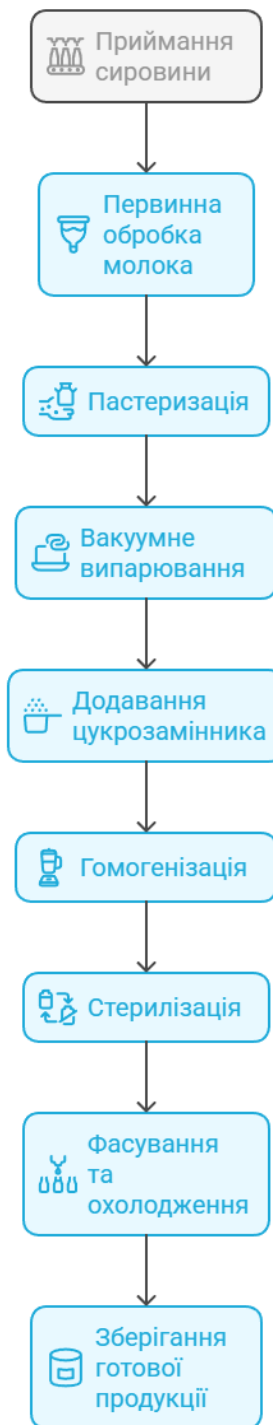 Приймання
сировини
Первинна
обробка
молока
Пастеризація
Вакуумне
випарювання
Додавання
цукрозамінника
Гомогенізація
Стерилізація
Фасування
та
охолодження
Зберігання
готової
продукції